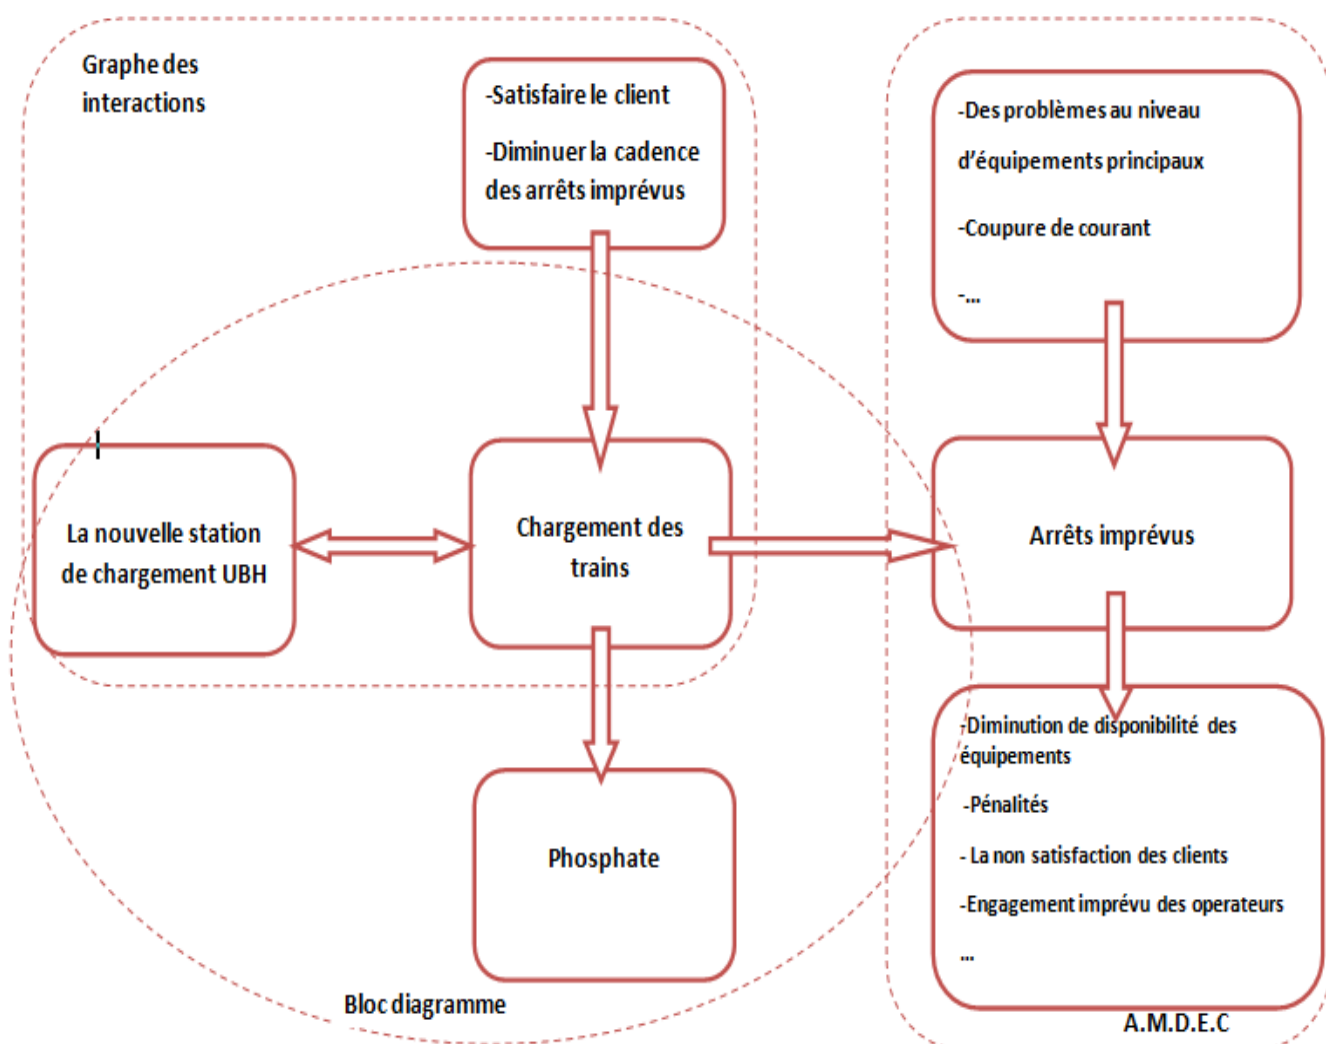 Graphe des
interactions
-Satisfaire le client
-Diminuer la cadence
des arrêts imprévus
-Des problèmes au niveau
d'équipements principaux
-Coupure de courant
-...
La nouvelle station
de chargement UBH
Chargement des
trains
Arrêts imprévus
Phosphate
-Diminution de disponibilité des
équipements
-Pénalités
- La non satisfaction des clients
-Engagement imprévu des operateurs
...
Bloc diagramme
A.M.D.E.C